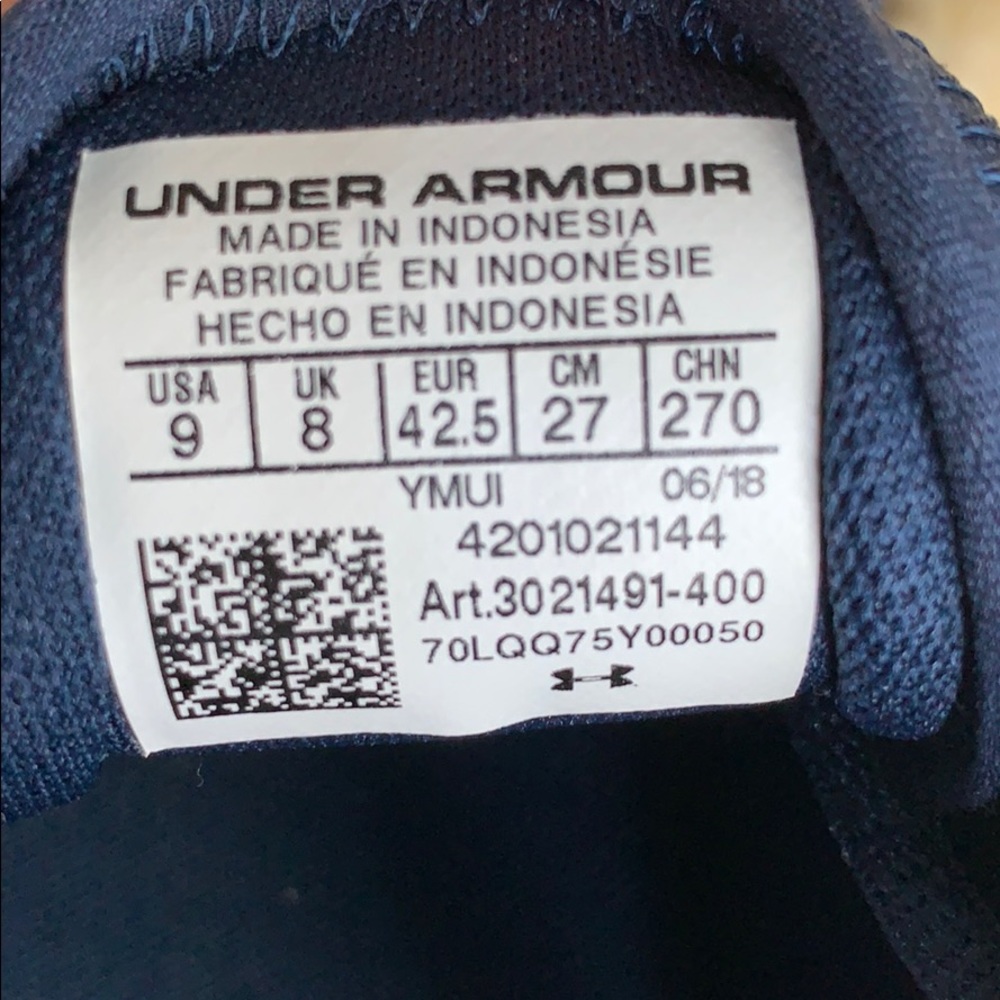 UNDER ARMOUR
MADE IN INDONESIA
FABRIQUÉ EN INDONÉSIE
HECHO EN INDONESIA
USA UK EUR CM CHN
9 8 42.5 27 270
YMUI 06/18
4201021144
Art.3021491-400
70LQQ75Y00050